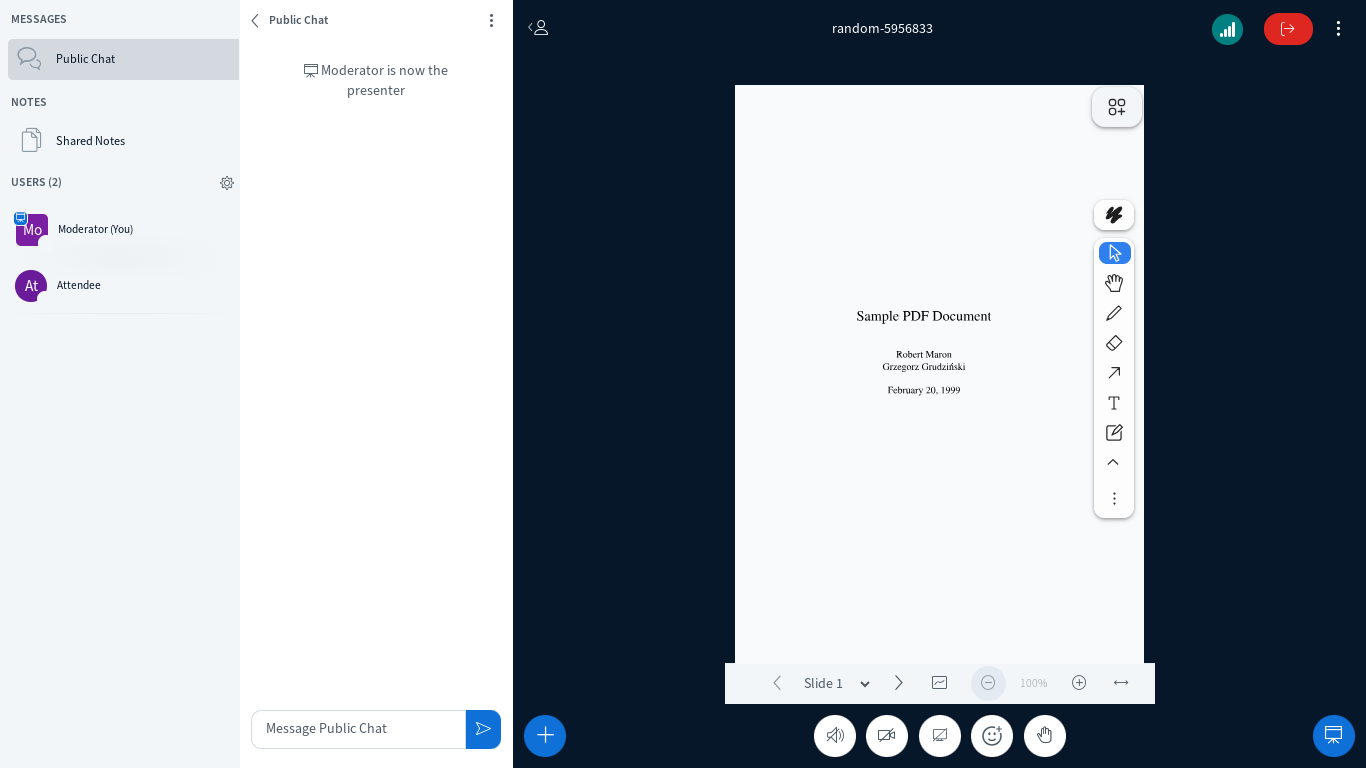 MESSAGES
Public Chat
NOTES
Shared Notes
USERS (2)
Mo
Moderator (You)
At
Attendee
Public Chat
Moderator is now the
presenter
Message Public Chat
random-5956833
Sample PDF Document
Robert Maron
Grzegorz Grudziński
February 20, 1999
T
Slide 1
100%